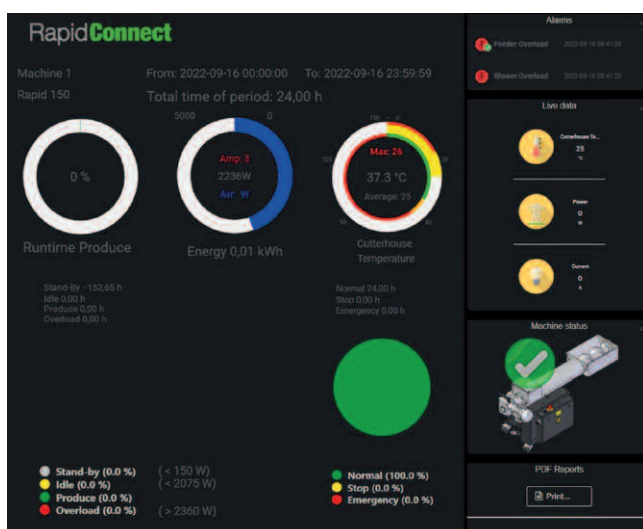 RapidConnect
Machine 1
From: 2022-09-16 00:00:00 To: 2022-09-16 23:59:59
Rapid 150
Total time of period: 24,00 h
0 %
Runtime Produce
Stand-By -152,65 h
Idle 0,00 h
Produce 0,00 h
Overload 0,00 h
5000
0
Amp: 3
2236W
Avr: W
Energy 0,01 kWh
Max: 25
37.3 °C
Average: 25
Cutterhouse
Temperature
Normal 24,00 h
Stop 0,00 h
Emergency 0,00 h
Stand-by (0.0 %) ( < 150 W)
Idle (0.0 %) ( < 2075 W)
Produce (0.0 %)
Overload (0.0 %) ( > 2360 W)
Normal (100.0 %)
Stop (0.0 %)
Emergency (0.0 %)
Alarms
Feeder Overload 2022-09-16 08:41:20
Blower Overload 2022-09-16 08:41:20
Live data
Cutterhouse Te...
25
°C
Power
0
W
Current
0
A
Machine status
PDF Reports
Print...